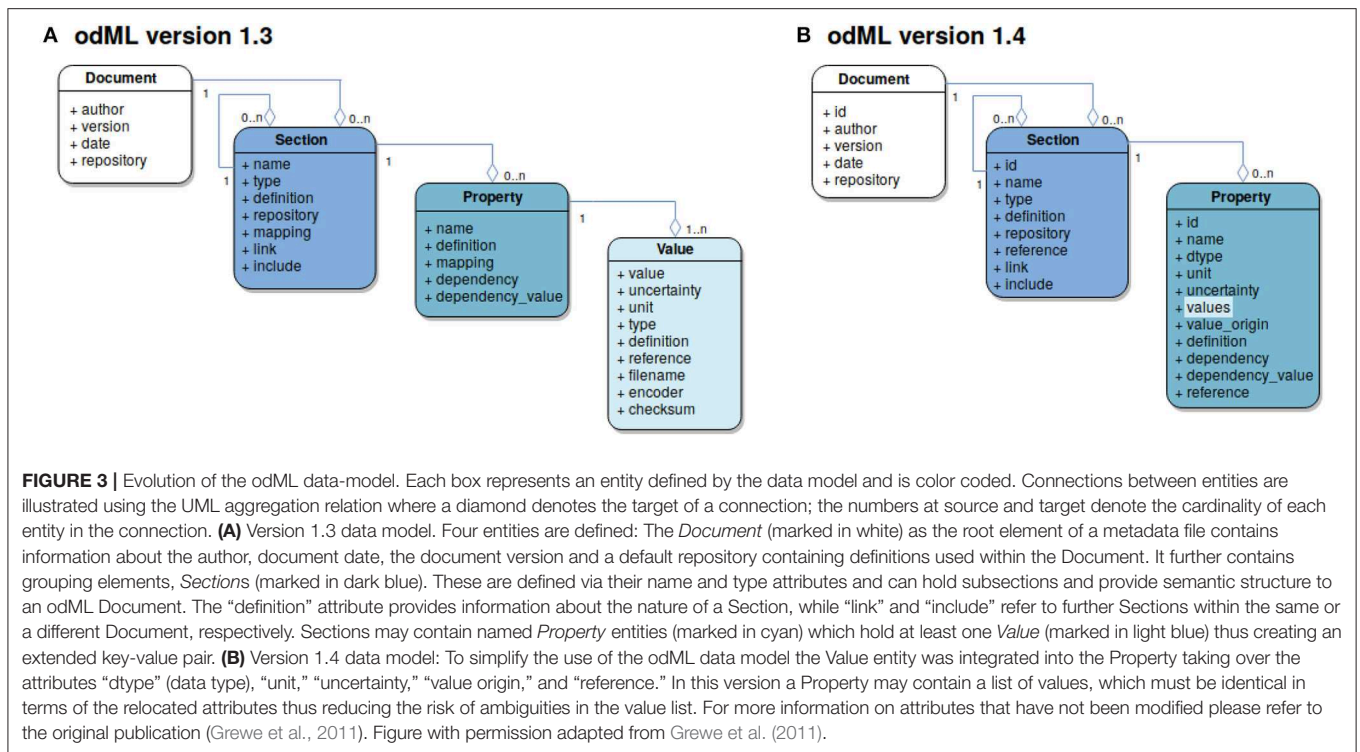 A odML version 1.3
Document
+ author
+ version
+ date
+ repository
1
0..n
0..n
Section
+ name
+ type
+ definition
+ repository
+ mapping
+ link
+ include
1
1
0..n
Property
+ name
+ definition
+ mapping
+ dependency
+ dependency_value
1
1..n
Value
+ value
+ uncertainty
+ unit
+ type
+ definition
+ reference
+ filename
+ encoder
+ checksum
B odML version 1.4
Document
+ id
+ author
+ version
+ date
+ repository
1
0..n
0..n
Section
+ id
+ name
+ type
+ definition
+ repository
+ reference
+ link
+ include
1
1
0..n
Property
+ id
+ name
+ dtype
+ unit
+ uncertainty
+ values
+ value_origin
+ definition
+ dependency
+ dependency_value
+ reference
FIGURE 3 | Evolution of the odML data-model. Each box represents an entity defined by the data model and is color coded. Connections between entities are
illustrated using the UML aggregation relation where a diamond denotes the target of a connection; the numbers at source and target denote the cardinality of each
entity in the connection. (A) Version 1.3 data model. Four entities are defined: The Document (marked in white) as the root element of a metadata file contains
information about the author, document date, the document version and a default repository containing definitions used within the Document. It further contains
grouping elements, Sections (marked in dark blue). These are defined via their name and type attributes and can hold subsections and provide semantic structure to
an odML Document. The “definition” attribute provides information about the nature of a Section, while “link” and “include” refer to further Sections within the same or
a different Document, respectively. Sections may contain named Property entities (marked in cyan) which hold at least one Value (marked in light blue) thus creating an
extended key-value pair. (B) Version 1.4 data model: To simplify the use of the odML data model the Value entity was integrated into the Property taking over the
attributes “dtype” (data type), “unit,” “uncertainty,” “value origin,” and “reference.” In this version a Property may contain a list of values, which must be identical in
terms of the relocated attributes thus reducing the risk of ambiguities in the value list. For more information on attributes that have not been modified please refer to
the original publication (Grewe et al., 2011). Figure with permission adapted from Grewe et al. (2011).